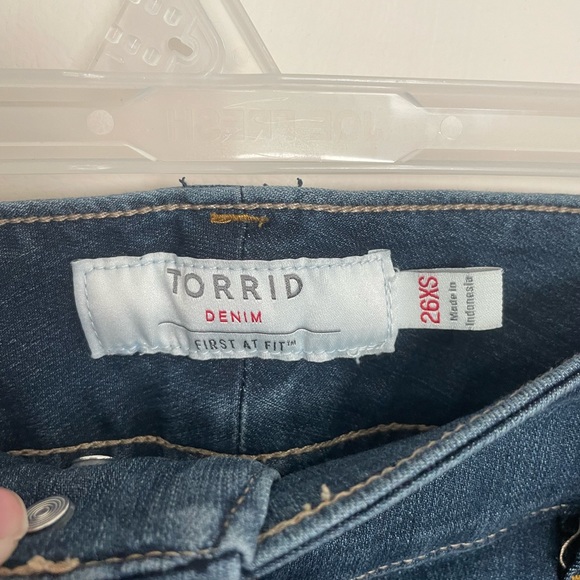 TORRID
DENIM
FIRST AT FIT™
26XS
Made in
Indonesia